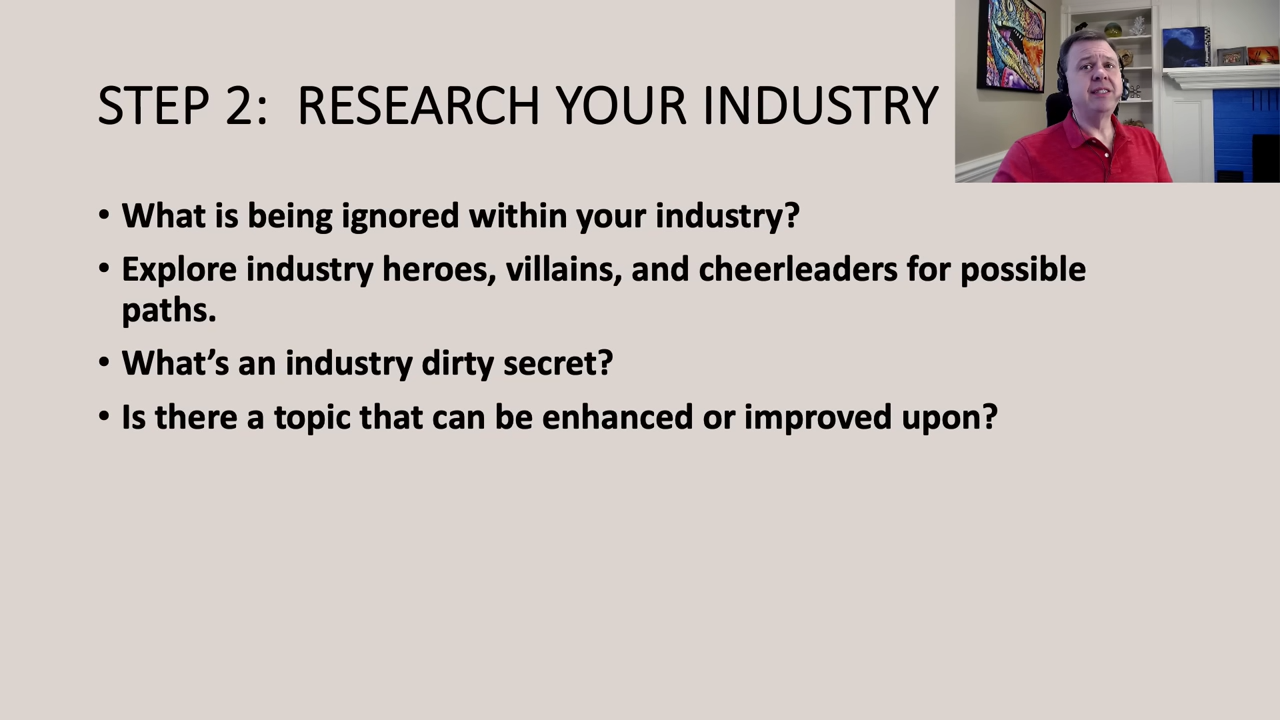 STEP 2: RESEARCH YOUR INDUSTRY
• What is being ignored within your industry?
• Explore industry heroes, villains, and cheerleaders for possible
paths.
• What’s an industry dirty secret?
• Is there a topic that can be enhanced or improved upon?